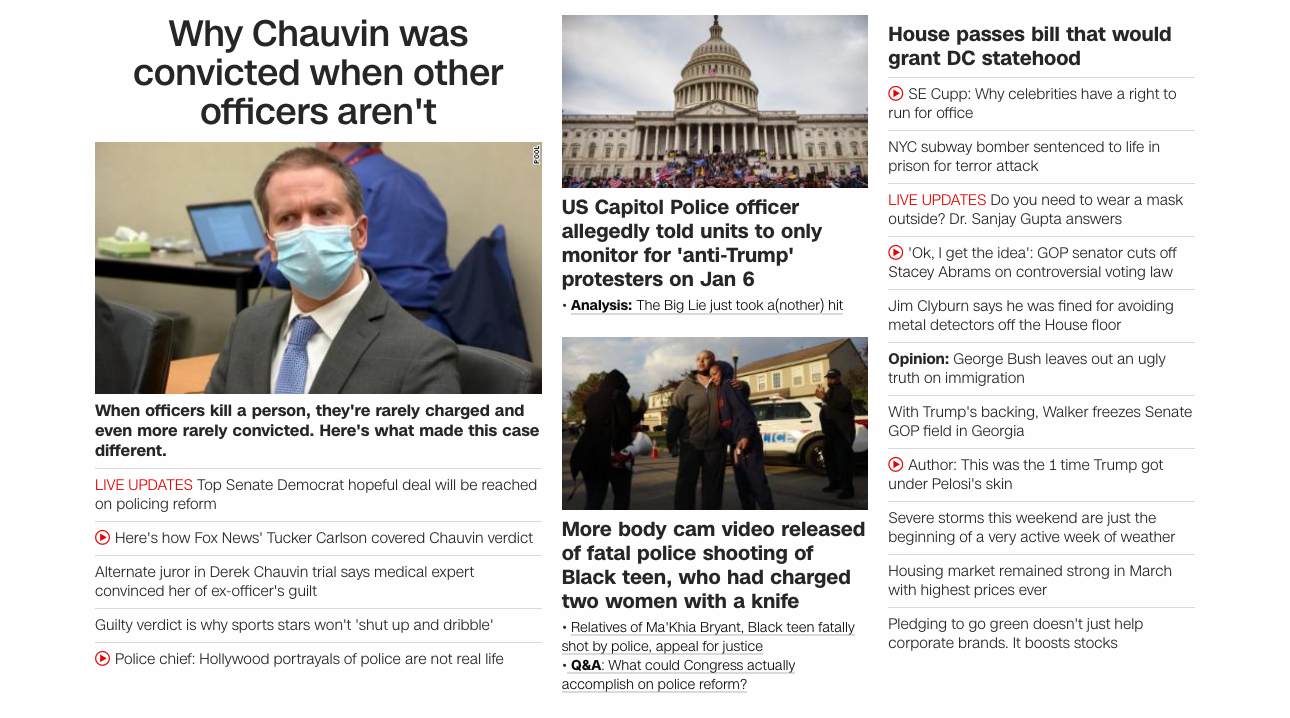 Why Chauvin was
convicted when other
officers aren't
POOL
When officers kill a person, they're rarely charged and
even more rarely convicted. Here's what made this case
different.
LIVE UPDATES Top Senate Democrat hopeful deal will be reached
on policing reform
Here's how Fox News' Tucker Carlson covered Chauvin verdict
Alternate juror in Derek Chauvin trial says medical expert
convinced her of ex-officer's guilt
Guilty verdict is why sports stars won't 'shut up and dribble'
Police chief: Hollywood portrayals of police are not real life
US Capitol Police officer
allegedly told units to only
monitor for 'anti-Trump'
protesters on Jan 6
• Analysis: The Big Lie just took a(nother) hit
POLICE
More body cam video released
of fatal police shooting of
Black teen, who had charged
two women with a knife
• Relatives of Ma'Khia Bryant, Black teen fatally
shot by police, appeal for justice
• Q&A: What could Congress actually
accomplish on police reform?
House passes bill that would
grant DC statehood
SE Cupp: Why celebrities have a right to
run for office
NYC subway bomber sentenced to life in
prison for terror attack
LIVE UPDATES Do you need to wear a mask
outside? Dr. Sanjay Gupta answers
'Ok, I get the idea': GOP senator cuts off
Stacey Abrams on controversial voting law
Jim Clyburn says he was fined for avoiding
metal detectors off the House floor
Opinion: George Bush leaves out an ugly
truth on immigration
With Trump's backing, Walker freezes Senate
GOP field in Georgia
Author: This was the 1 time Trump got
under Pelosi's skin
Severe storms this weekend are just the
beginning of a very active week of weather
Housing market remained strong in March
with highest prices ever
Pledging to go green doesn't just help
corporate brands. It boosts stocks